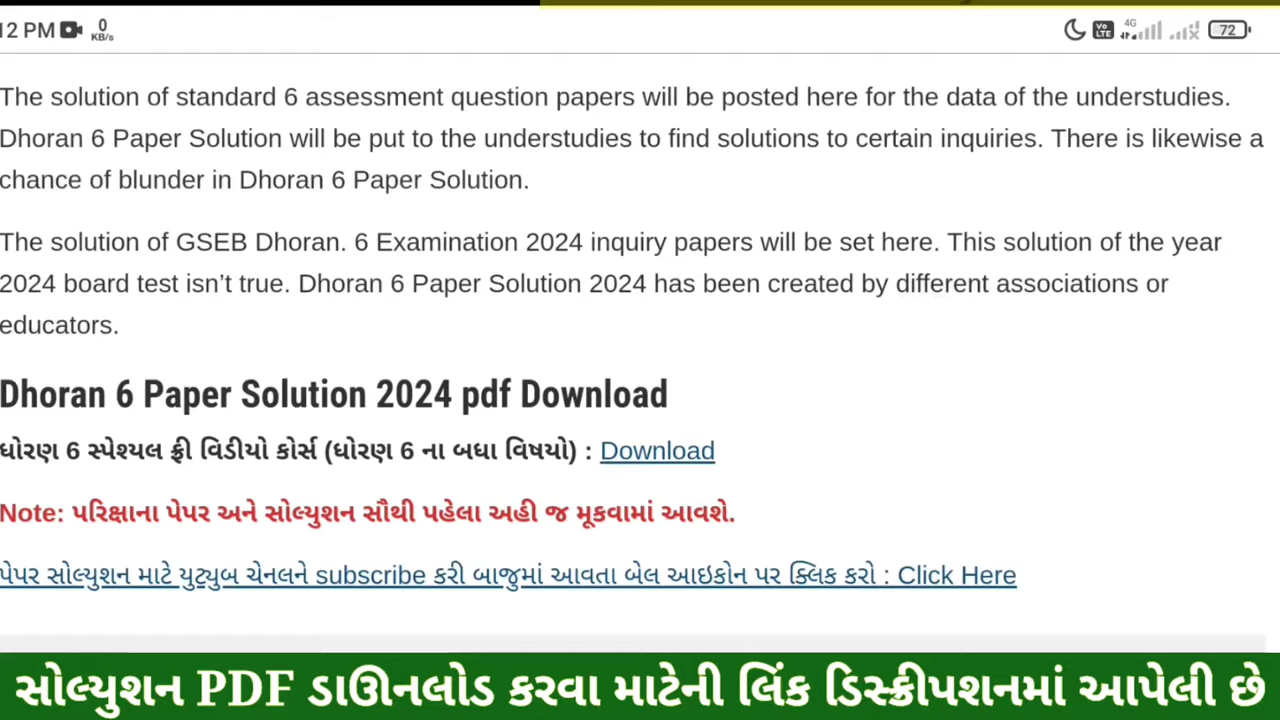 12 PM 0 KB/s Vo LTE 4G 72
The solution of standard 6 assessment question papers will be posted here for the data of the understudies.
Dhoran 6 Paper Solution will be put to the understudies to find solutions to certain inquiries. There is likewise a
chance of blunder in Dhoran 6 Paper Solution.
The solution of GSEB Dhoran. 6 Examination 2024 inquiry papers will be set here. This solution of the year
2024 board test isn’t true. Dhoran 6 Paper Solution 2024 has been created by different associations or
educators.
Dhoran 6 Paper Solution 2024 pdf Download
ધોરણ 6 સ્પેશ્યલ ફ્રી વિડીયો કોર્સ (ધોરણ 6 ના બધા વિષયો) : Download
Note: પરિક્ષાના પેપર અને સોલ્યુશન સૌથી પહેલા અહી જ મૂકવામાં આવશે.
પેપર સોલ્યુશન માટે યુટ્યુબ ચેનલને subscribe કરી બાજુમાં આવતા બેલ આઇકોન પર ક્લિક કરો : Click Here
સોલ્યુશન PDF ડાઊનલોડ કરવા માટેની લિંક ડિસ્ક્રીપશનમાં આપેલી છે